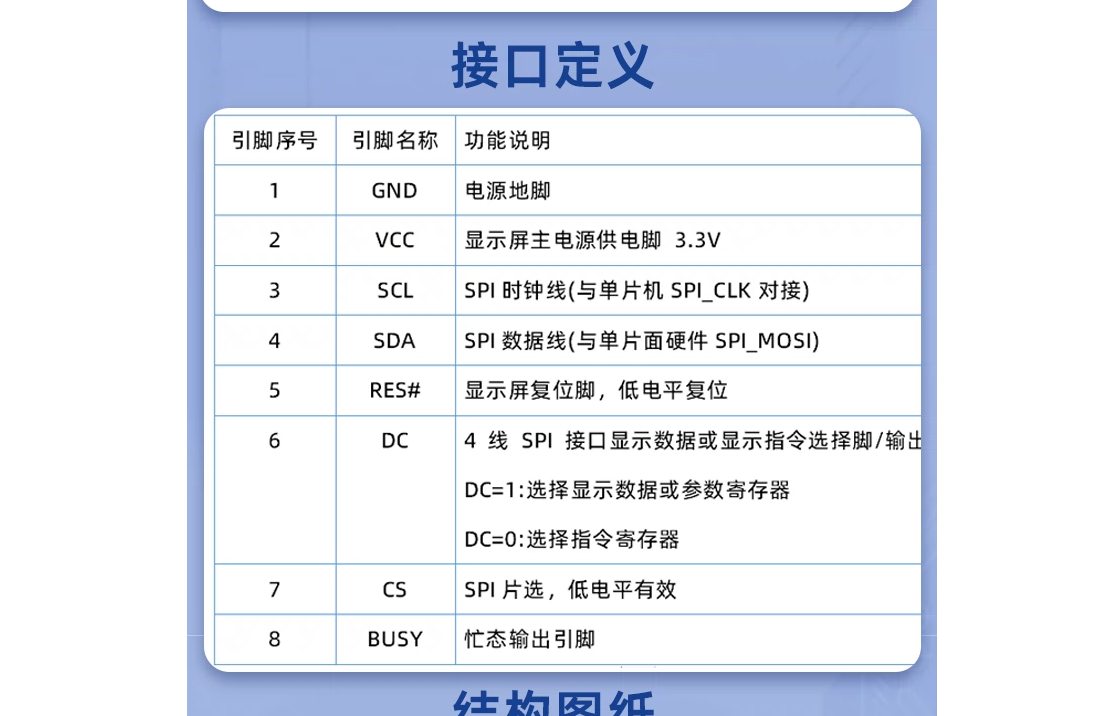 接口定义
引脚序号 引脚名称 功能说明
1 GND 电源地脚
2 VCC 显示屏主电源供电脚 3.3V
3 SCL SPI 时钟线(与单片机 SPI_CLK 对接)
4 SDA SPI 数据线(与单片面硬件 SPI_MOSI)
5 RES# 显示屏复位脚，低电平复位
6 DC 4 线 SPI 接口显示数据或显示指令选择脚/输出
DC=1:选择显示数据或参数寄存器
DC=0:选择指令寄存器
7 CS SPI 片选，低电平有效
8 BUSY 忙态输出引脚
结构图纸